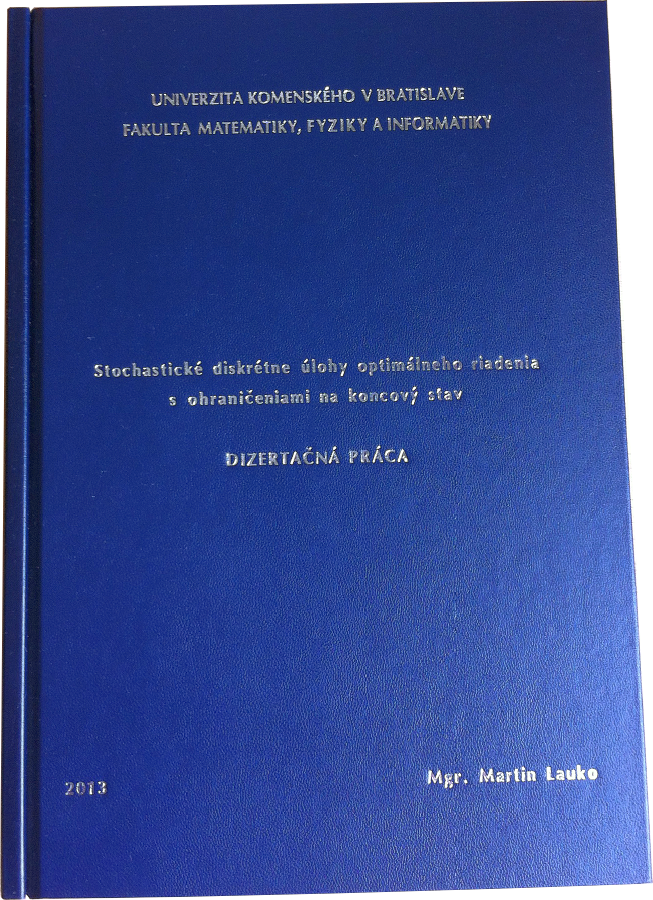 UNIVERZITA KOMENSKÉHO V BRATISLAVE
FAKULTA MATEMATIKY, FYZIKY A INFORMATIKY
Stochastické diskrétne úlohy optimálneho riadenia
s ohraničeniami na koncový stav
DIZERTAČNÁ PRÁCA
2013
Mgr. Martin Lauko